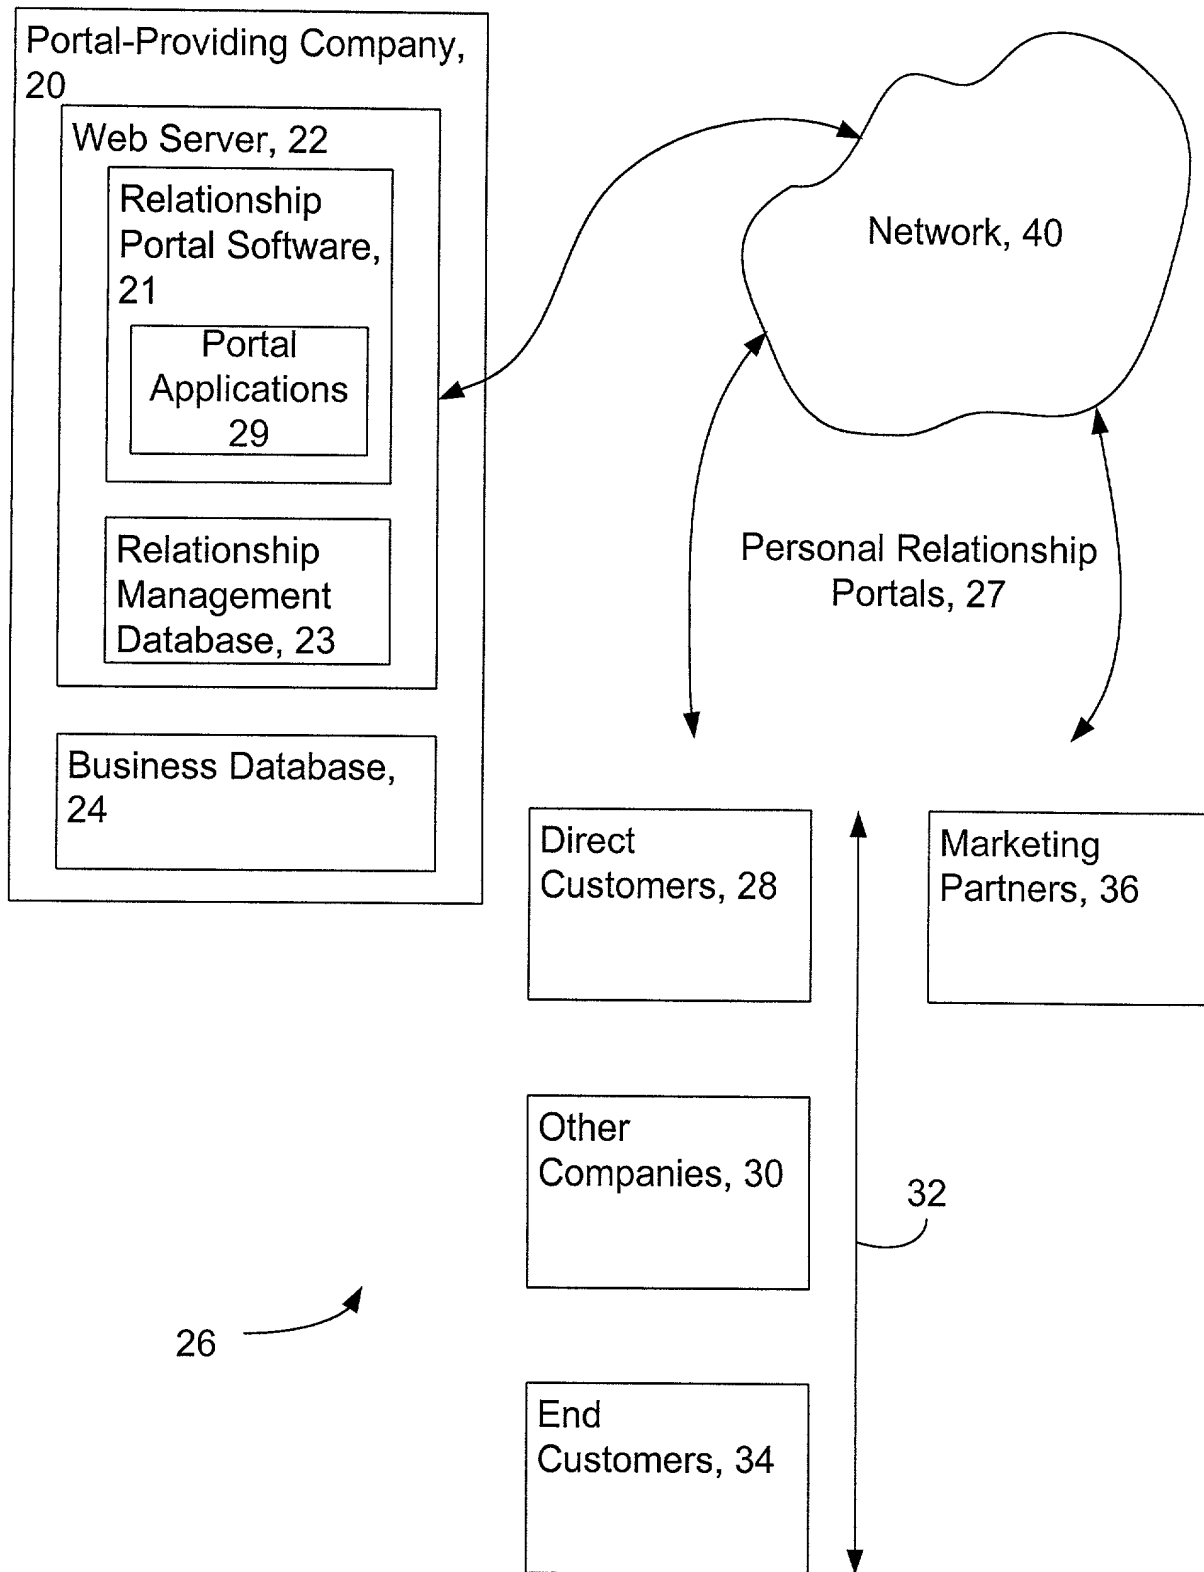 Portal-Providing Company,
20
Web Server, 22
Relationship
Portal Software,
21
Portal
Applications
29
Relationship
Management
Database, 23
Business Database,
24
Network, 40
Personal Relationship
Portals, 27
Direct
Customers, 28
Marketing
Partners, 36
Other
Companies, 30
32
26
End
Customers, 34